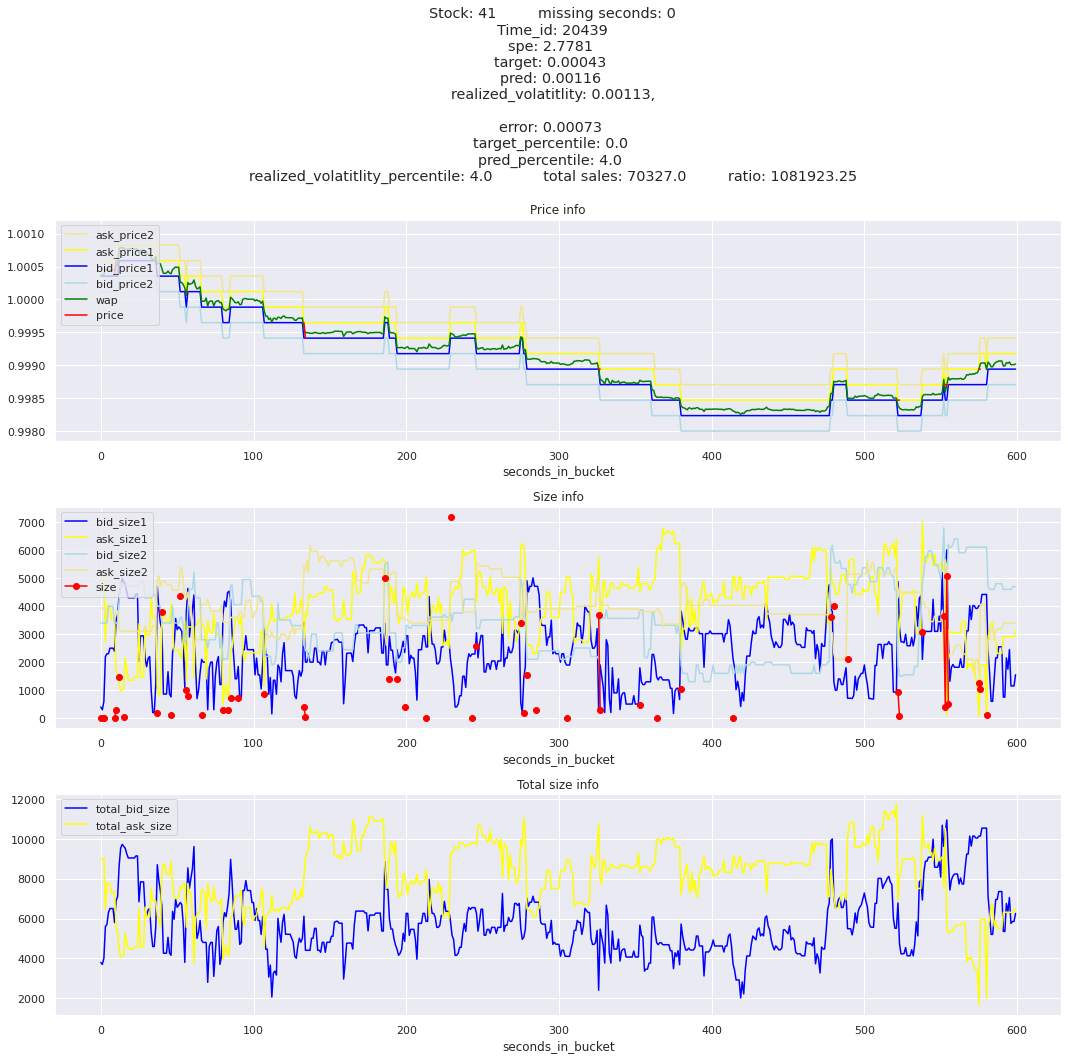 Stock: 41 missing seconds: 0
Time_id: 20439
spe: 2.7781
target: 0.00043
pred: 0.00116
realized_volatitlity: 0.00113,
error: 0.00073
target_percentile: 0.0
pred_percentile: 4.0
realized_volatitlity_percentile: 4.0 total sales: 70327.0 ratio: 1081923.25
Price info
1.0010
1.0005
1.0000
0.9995
0.9990
0.9985
0.9980
ask_price2
ask_price1
bid_price1
bid_price2
wap
price
0 100 200 300 400 500 600
seconds_in_bucket
Size info
7000
6000
5000
4000
3000
2000
1000
0
bid_size1
ask_size1
bid_size2
ask_size2
size
0 100 200 300 400 500 600
seconds_in_bucket
Total size info
12000
10000
8000
6000
4000
2000
total_bid_size
total_ask_size
0 100 200 300 400 500 600
seconds_in_bucket